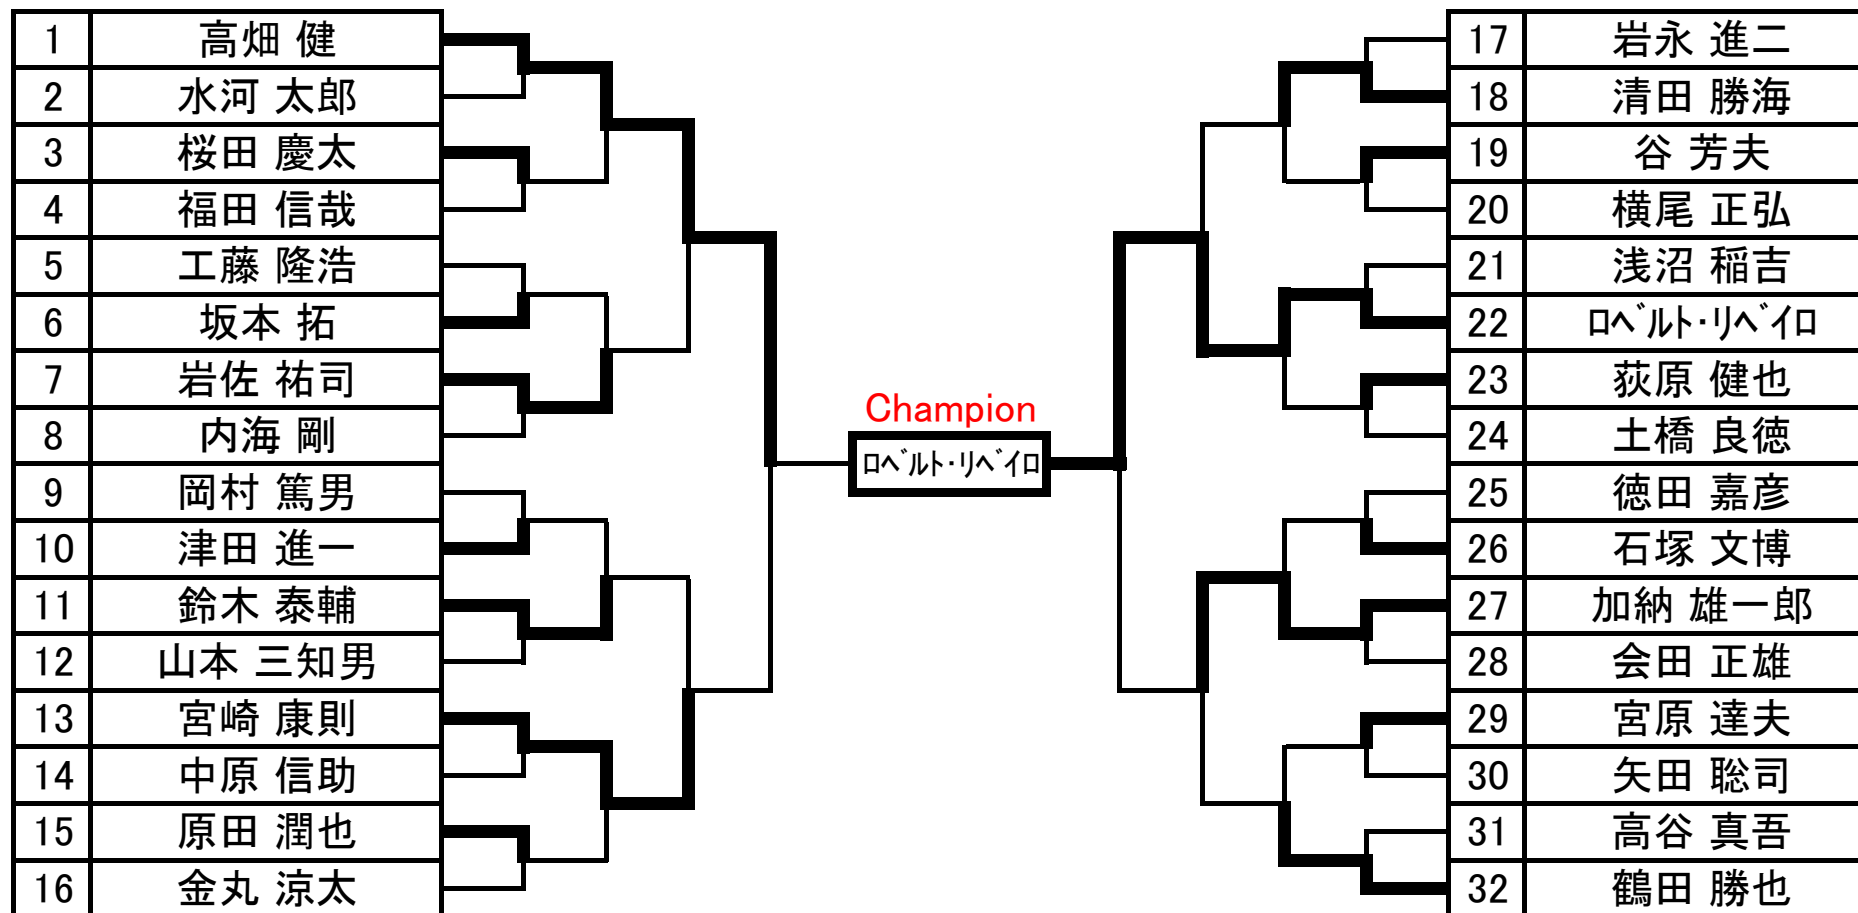 1 高畑 健
2 水河 太郎
3 桜田 慶太
4 福田 信哉
5 工藤 隆浩
6 坂本 拓
7 岩佐 祐司
8 内海 剛
9 岡村 篤男
10 津田 進一
11 鈴木 泰輔
12 山本 三知男
13 宮崎 康則
14 中原 信助
15 原田 潤也
16 金丸 涼太
Champion
ロベルト・リベイロ
17 岩永 進二
18 清田 勝海
19 谷 芳夫
20 横尾 正弘
21 浅沼 稲吉
22 ロベルト・リベイロ
23 荻原 健也
24 土橋 良徳
25 徳田 嘉彦
26 石塚 文博
27 加納 雄一郎
28 会田 正雄
29 宮原 達夫
30 矢田 聡司
31 高谷 真吾
32 鶴田 勝也